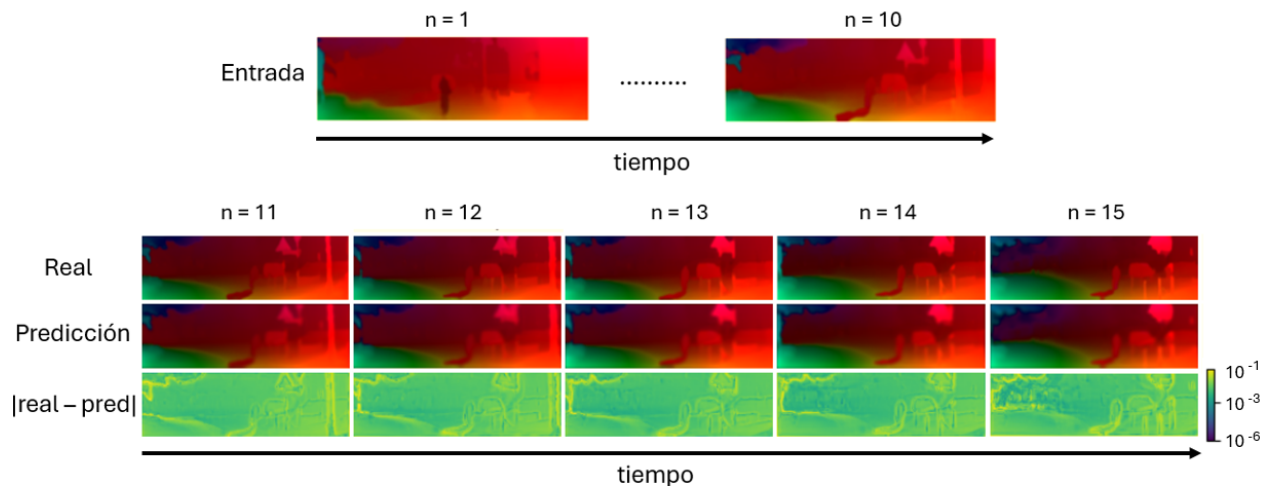 n = 1
n = 10
Entrada
..........
tiempo
n = 11
n = 12
n = 13
n = 14
n = 15
Real
Predicción
|real – pred|
10⁻¹
10⁻³
10⁻⁶
tiempo